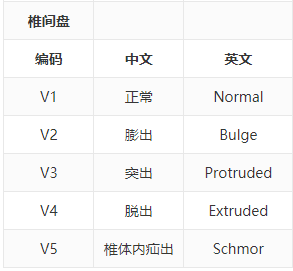 椎间盘
编码 中文 英文
V1 正常 Normal
V2 膨出 Bulge
V3 突出 Protruded
V4 脱出 Extruded
V5 椎体内疝出 Schmor